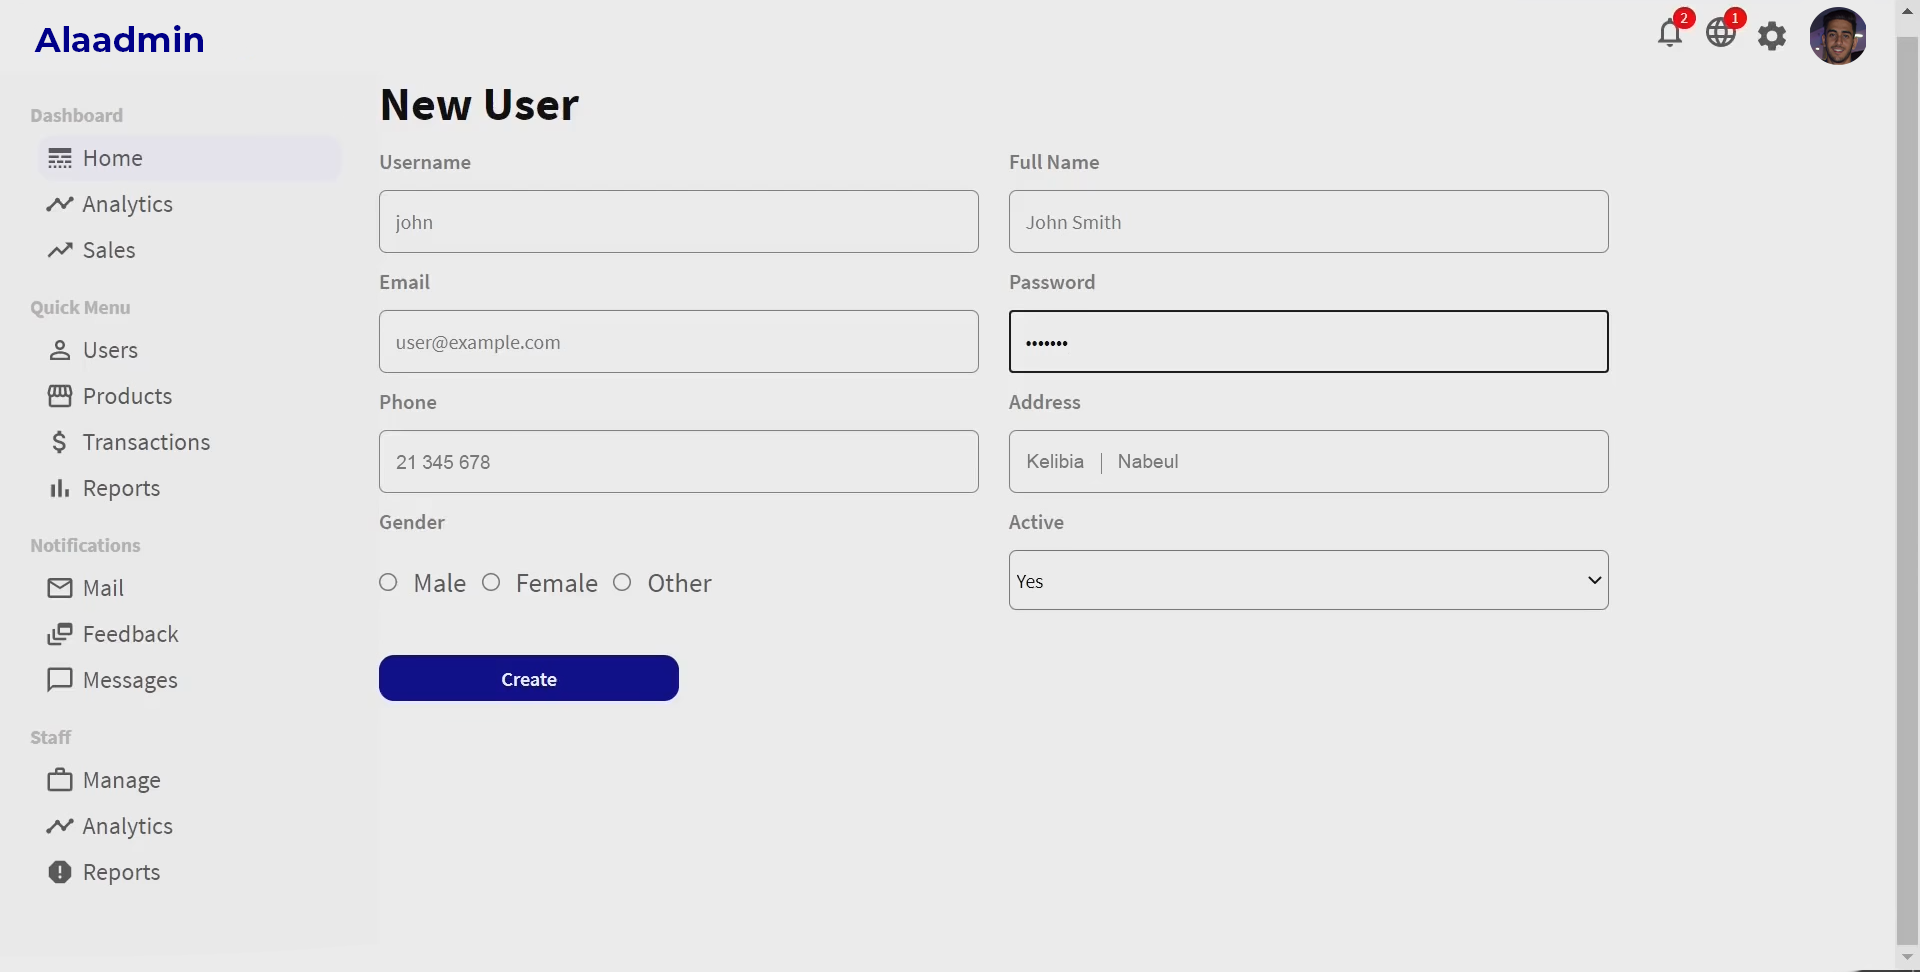 Alaadmin
2
1
Dashboard
Home
Analytics
Sales
Quick Menu
Users
Products
Transactions
Reports
Notifications
Mail
Feedback
Messages
Staff
Manage
Analytics
Reports
New User
Username
Full Name
john
John Smith
Email
Password
user@example.com
•••••••
Phone
Address
21 345 678
Kelibia | Nabeul
Gender
Active
Male Female Other
Yes
Create